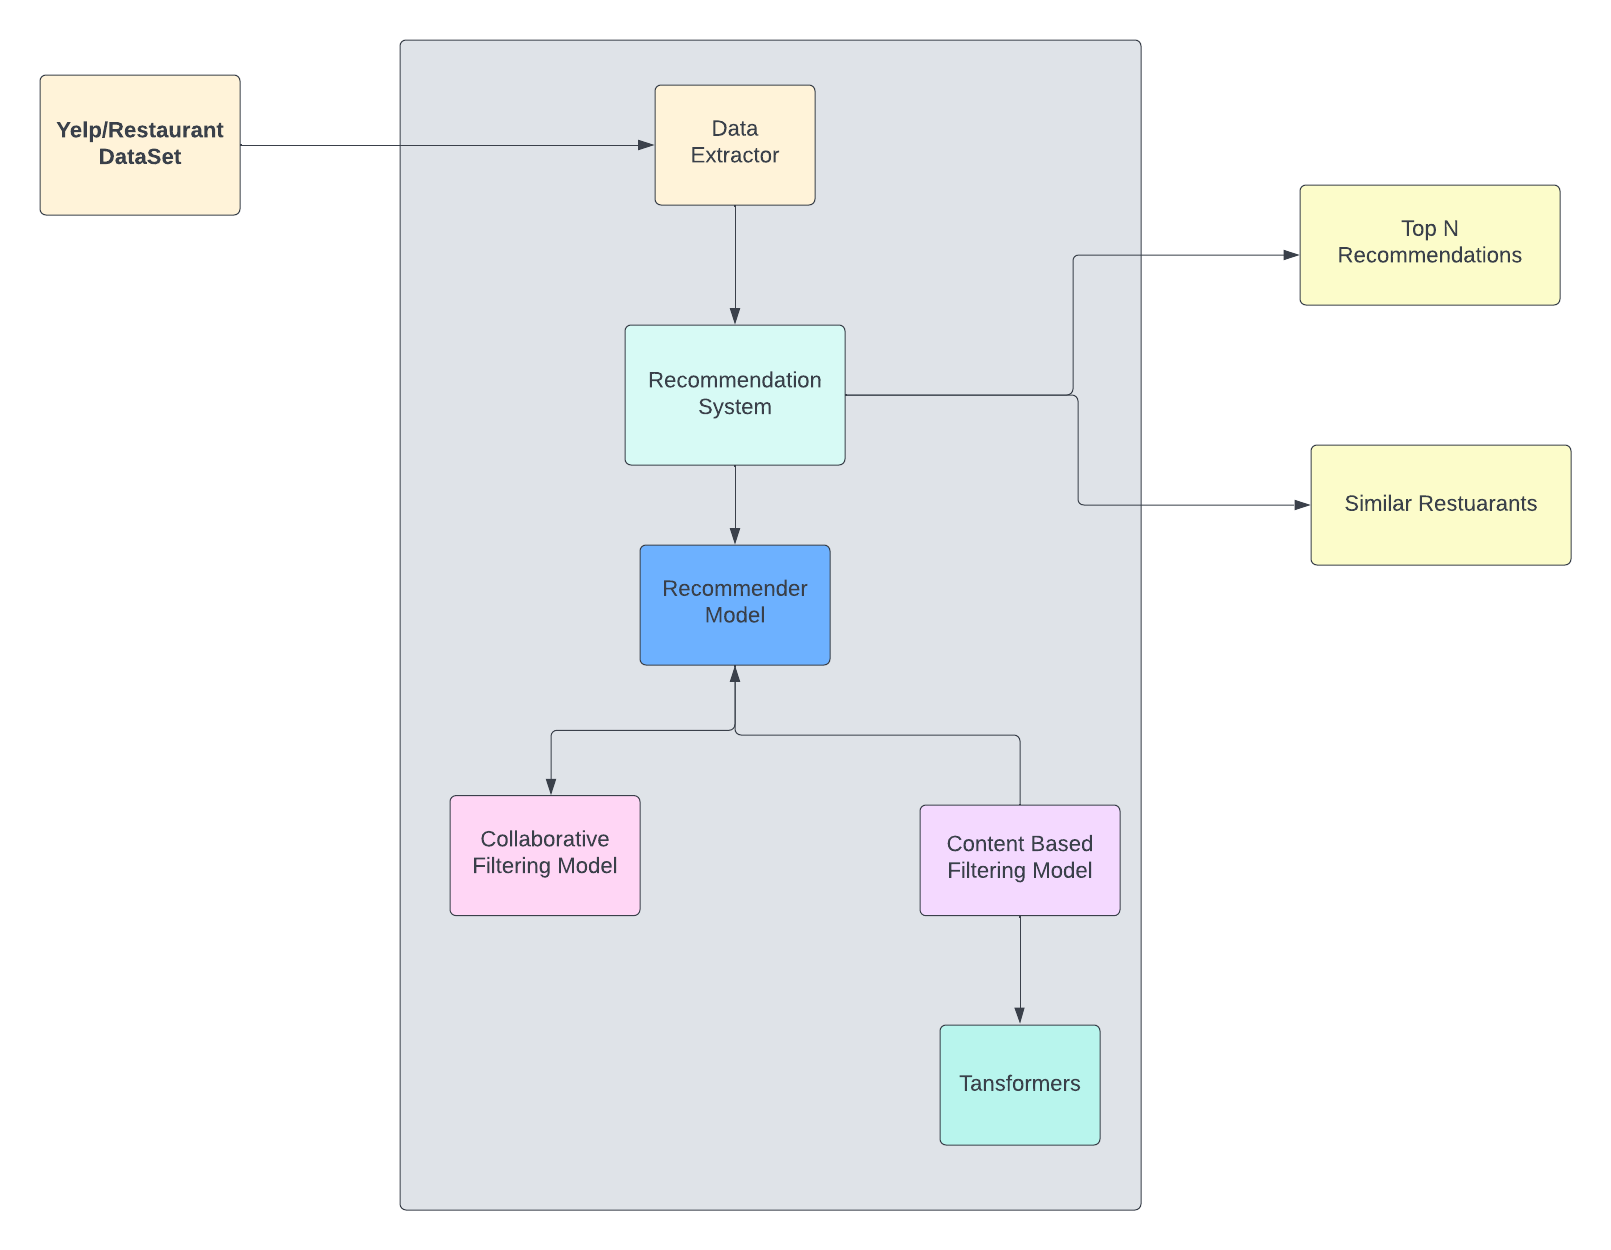 Yelp/Restaurant
DataSet
Data
Extractor
Top N
Recommendations
Recommendation
System
Similar Restuarants
Recommender
Model
Collaborative
Filtering Model
Content Based
Filtering Model
Tansformers